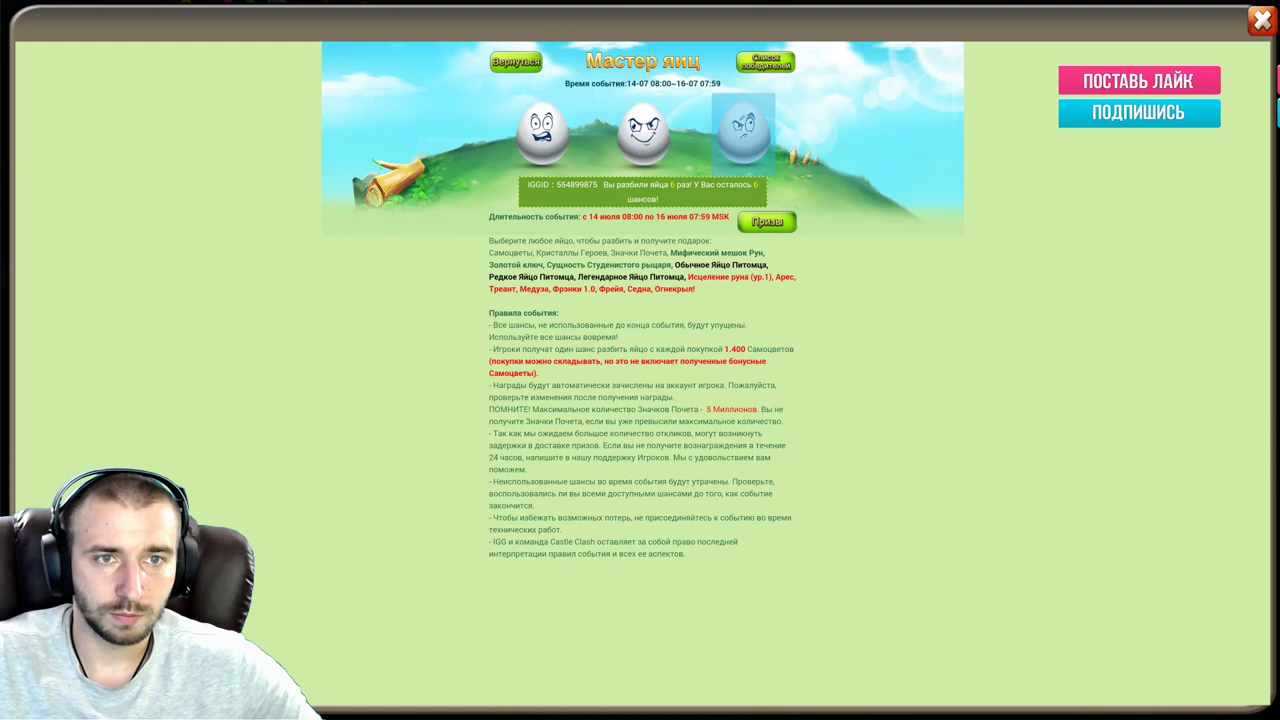 Вернуться
Мастер яиц
Список
победителей
Время события:14-07 08:00~16-07 07:59
ПОСТАВЬ ЛАЙК
ПОДПИШИСЬ
IGGID : 554899875 Вы разбили яйца 6 раз! У Вас осталось 6
шансов!
Длительность события: с 14 июля 08:00 по 16 июля 07:59 MSK
Призы
Выберите любое яйцо, чтобы разбить и получите подарок:
Самоцветы, Кристаллы Героев, Значки Почета, Мифический мешок Рун,
Золотой ключ, Сущность Студенистого рыцаря, Обычное Яйцо Питомца,
Редкое Яйцо Питомца, Легендарное Яйцо Питомца, Исцеление руна (ур.1), Арес,
Треант, Медуза, Фрэнки 1.0, Фрейя, Седна, Огнекрыл!
Правила события:
- Все шансы, не использованные до конца события, будут упущены.
Используйте все шансы вовремя!
- Игроки получат один шанс разбить яйцо с каждой покупкой 1.400 Самоцветов
(покупки можно складывать, но это не включает полученные бонусные
Самоцветы).
- Награды будут автоматически зачислены на аккаунт игрока. Пожалуйста,
проверьте изменения после получения награды.
ПОМНИТЕ! Максимальное количество Значков Почета - 5 Миллионов. Вы не
получите Значки Почета, если вы уже превысили максимальное количество.
- Так как мы ожидаем большое количество откликов, могут возникнуть
задержки в доставке призов. Если вы не получите вознаграждения в течение
24 часов, напишите в нашу поддержку Игроков. Мы с удовольствием вам
поможем.
- Неиспользованные шансы во время события будут утрачены. Проверьте,
воспользовались ли вы всеми доступными шансами до того, как событие
закончится.
- Чтобы избежать возможных потерь, не присоединяйтесь к событию во время
технических работ.
- IGG и команда Castle Clash оставляет за собой право последней
интерпретации правил события и всех ее аспектов.